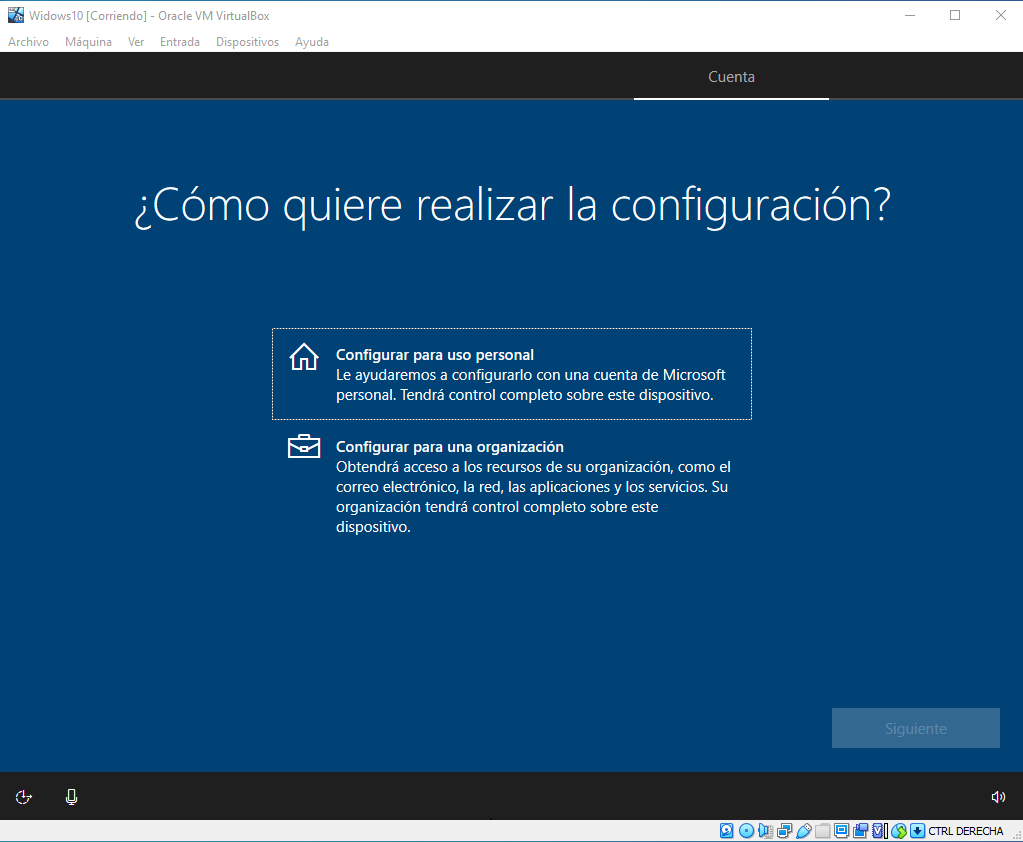 Widows10 [Corriendo] - Oracle VM VirtualBox
Archivo Máquina Ver Entrada Dispositivos Ayuda
Cuenta
¿Cómo quiere realizar la configuración?
Configurar para uso personal
Le ayudaremos a configurarlo con una cuenta de Microsoft
personal. Tendrá control completo sobre este dispositivo.
Configurar para una organización
Obtendrá acceso a los recursos de su organización, como el
correo electrónico, la red, las aplicaciones y los servicios. Su
organización tendrá control completo sobre este
dispositivo.
Siguiente
CTRL DERECHA